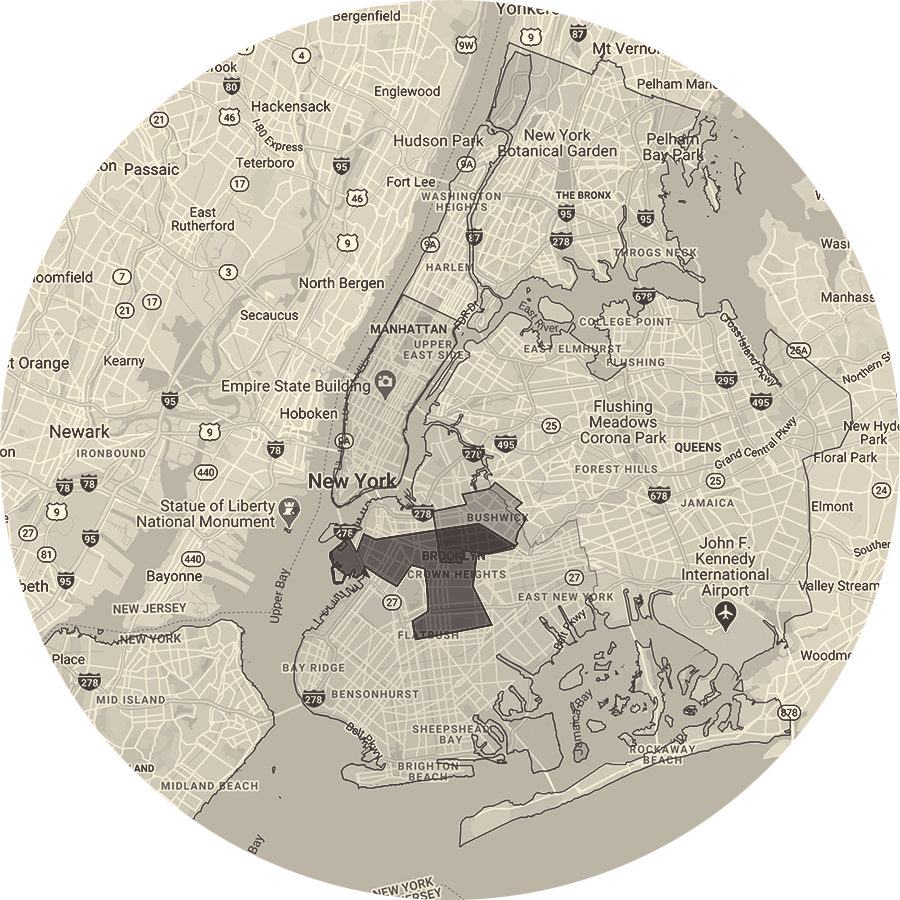 Yonkers
Bergenfield
9
87
9W
Mt Vernon
4
80
Englewood
Pelham Man
Hackensack
46
21
I-80 Express
Hudson Park
New York
Botanical Garden
Pelham
Bay Park
Passaic
Teterboro
95
9A
17
Fort Lee
46
WASHINGTON
HEIGHTS
THE BRONX
95
95
East
Rutherford
9
9A
87
278
THROGS NECK
3
HARLEM
7
North Bergen
17
21
678
Manhass
Secaucus
FDR Dr
East River
COLLEGE POINT
MANHATTAN
Cross Island Pkwy
UPPER
EAST SIDE
EAST ELMHURST
25A
t Orange
Kearny
FLUSHING
Northern St
Empire State Building
295
95
495
Hoboken
Flushing
Meadows
Corona Park
Newark
9
25
New Hyde
Park
IRONBOUND
78
9A
278
495
QUEENS
Grand Central Pkwy
Floral Park
440
FOREST HILLS
78
78
New York
25
24
678
JAMAICA
9
Statue of Liberty
National Monument
278
BUSHWICK
Elmont
27
95
478
John F.
Kennedy
International
Airport
Southe
81
440
BROOKLYN
Bayonne
CROWN HEIGHTS
27
95
Valley Stream
Upper Bay
27
EAST NEW YORK
NEW JERSEY
NEW YORK
FLATBUSH
Belt Pkwy
Place
BAY RIDGE
Woodme
278
MID ISLAND
278
BENSONHURST
878
Belt Pkwy
SHEEPSHEAD
BAY
Jamaica Bay
ROCKAWAY
BEACH
LAND
BRIGHTON
BEACH
MIDLAND BEACH
Bay
NEW YORK
ERSEY